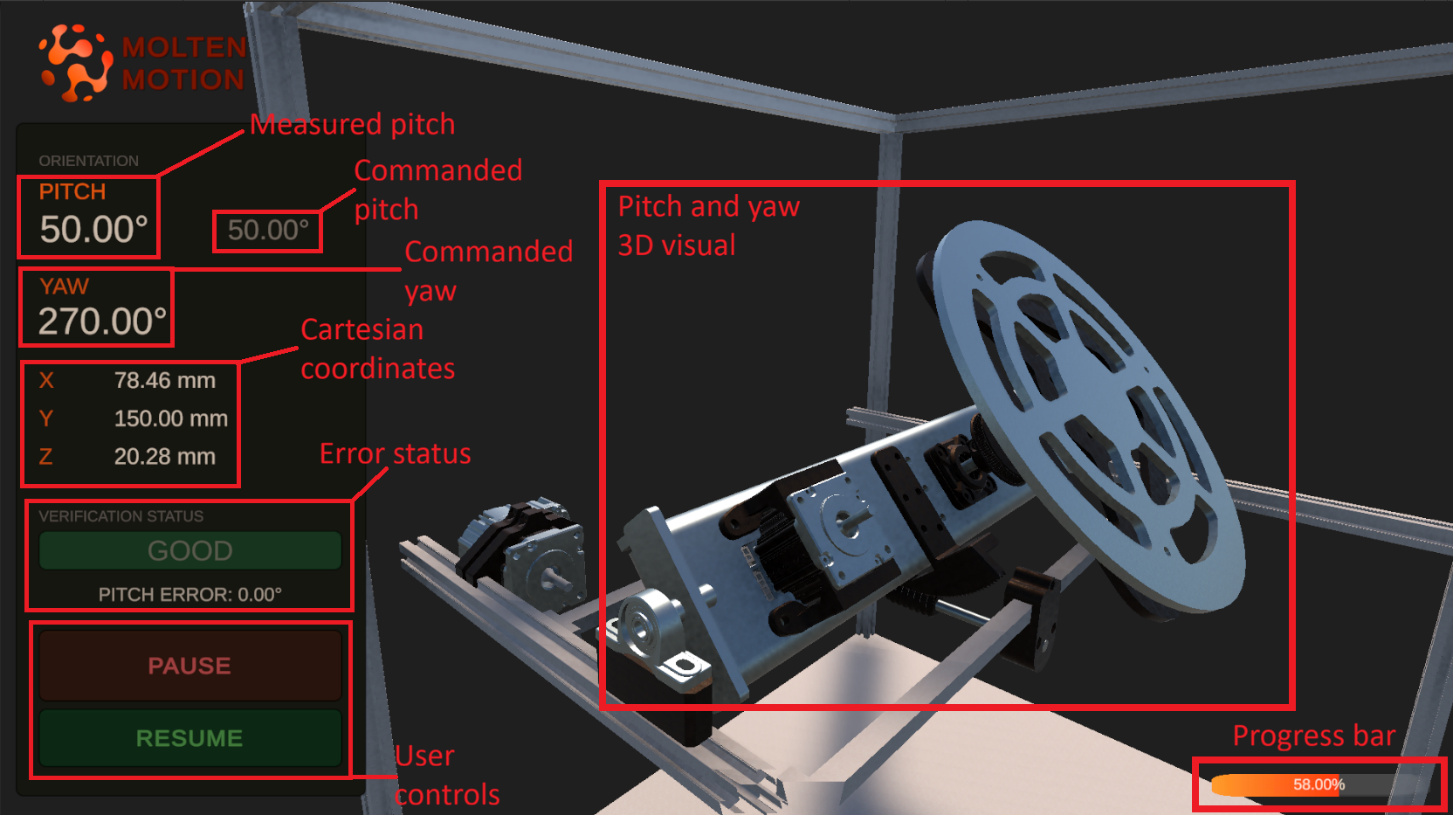 MOLTEN
MOTION
Measured pitch
ORIENTATION
PITCH
50.00°
50.00°
Commanded
pitch
YAW
270.00°
Commanded
yaw
Cartesian
coordinates
X 78.46 mm
Y 150.00 mm
Z 20.28 mm
Error status
VERIFICATION STATUS
GOOD
PITCH ERROR: 0.00°
PAUSE
RESUME
User
controls
Pitch and yaw
3D visual
Progress bar
58.00%